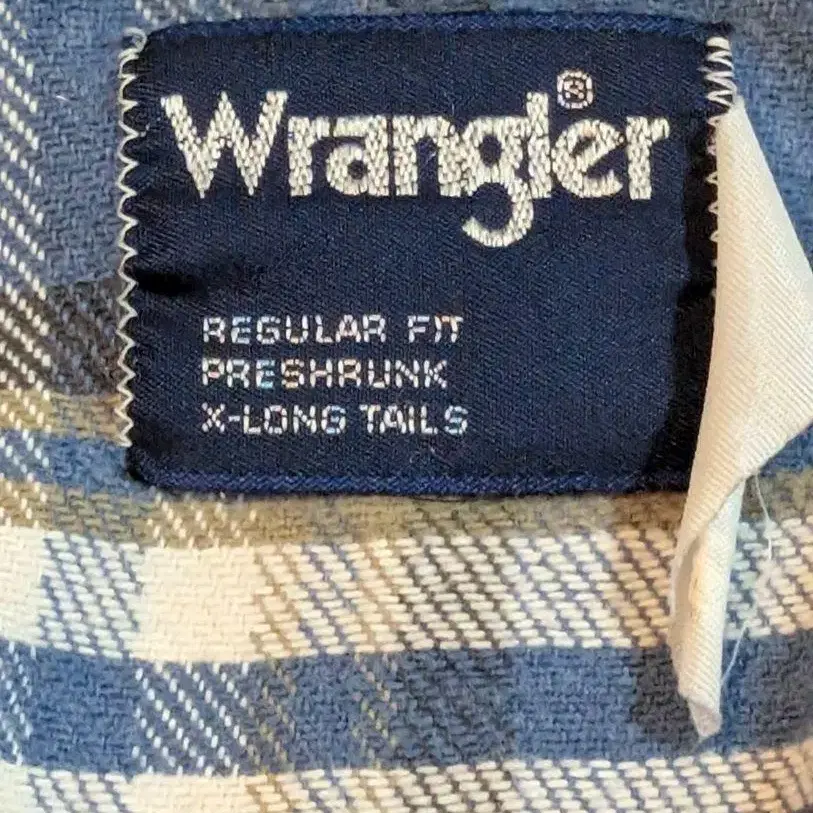 Wrangler®
REGULAR FIT
PRESHRUNK
X-LONG TAILS